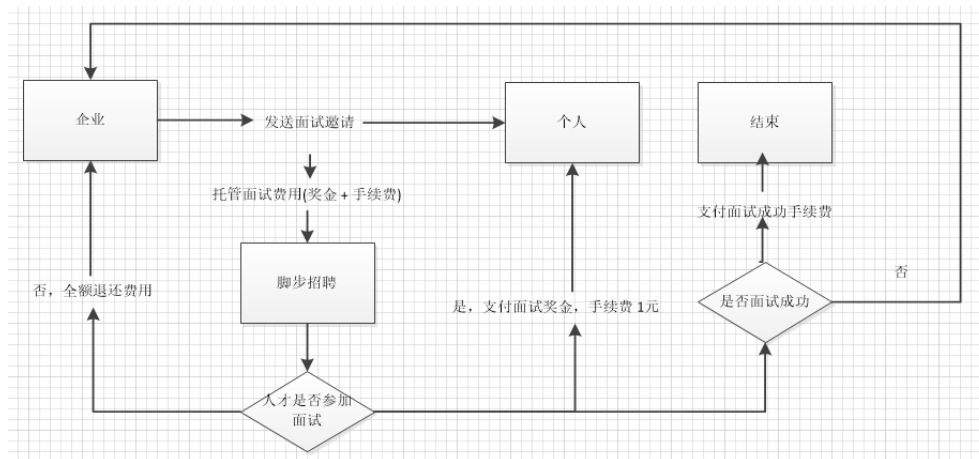 企业
发送面试邀请
个人
结束
托管面试费用(奖金 + 手续费)
支付面试成功手续费
脚步招聘
否
否，全额退还费用
是，支付面试奖金，手续费 1元
是否面试成功
人才是否参加
面试